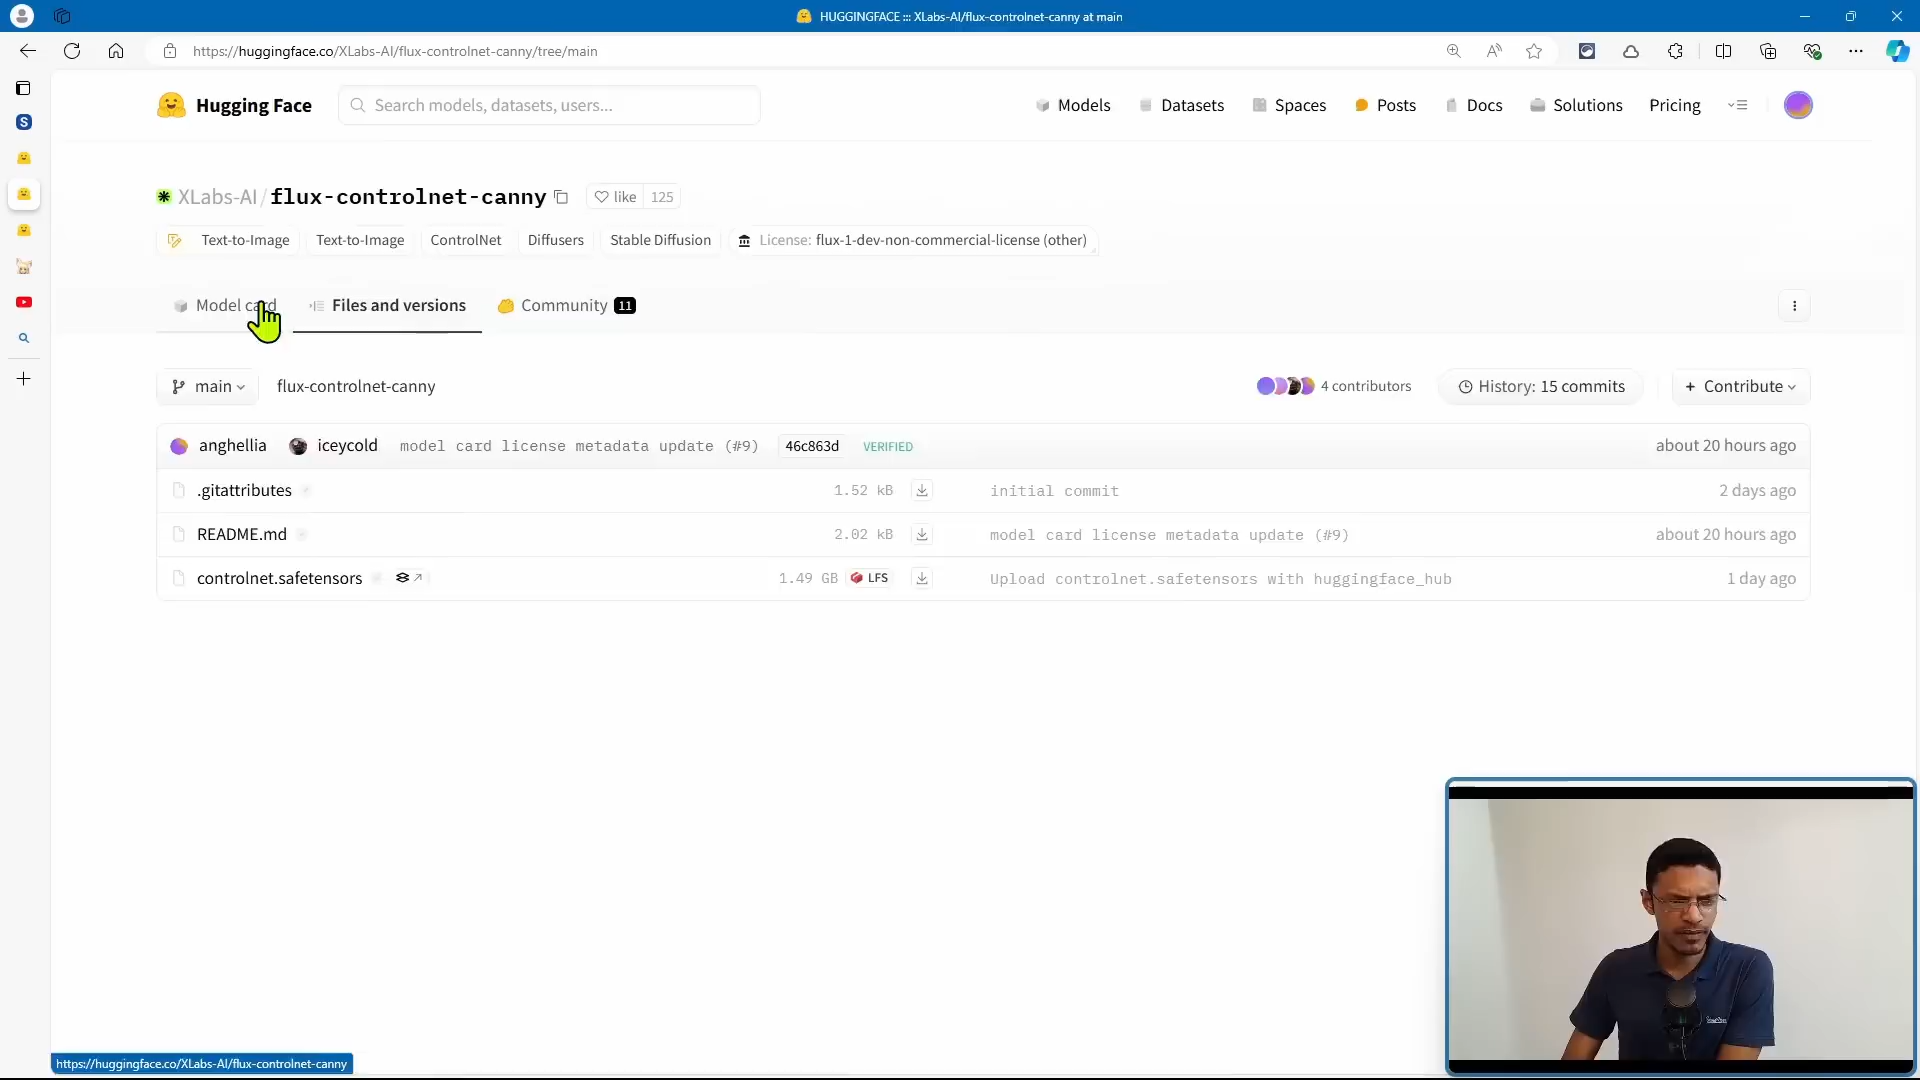 HUGGINGFACE ::: XLabs-AI/flux-controlnet-canny at main
https://huggingface.co/XLabs-AI/flux-controlnet-canny/tree/main
S
Hugging Face
Search models, datasets, users...
Models
Datasets
Spaces
Posts
Docs
Solutions
Pricing
XLabs-AI/flux-controlnet-canny
like 125
Text-to-Image
Text-to-Image
ControlNet
Diffusers
Stable Diffusion
License: flux-1-dev-non-commercial-license (other)
Model card
Files and versions
Community 11
main
flux-controlnet-canny
4 contributors
History: 15 commits
+ Contribute
anghellia iceycold model card license metadata update (#9) 46c863d VERIFIED about 20 hours ago
.gitattributes 1.52 kB initial commit 2 days ago
README.md 2.02 kB model card license metadata update (#9) about 20 hours ago
controlnet.safetensors 1.49 GB LFS Upload controlnet.safetensors with huggingface_hub 1 day ago
https://huggingface.co/XLabs-AI/flux-controlnet-canny